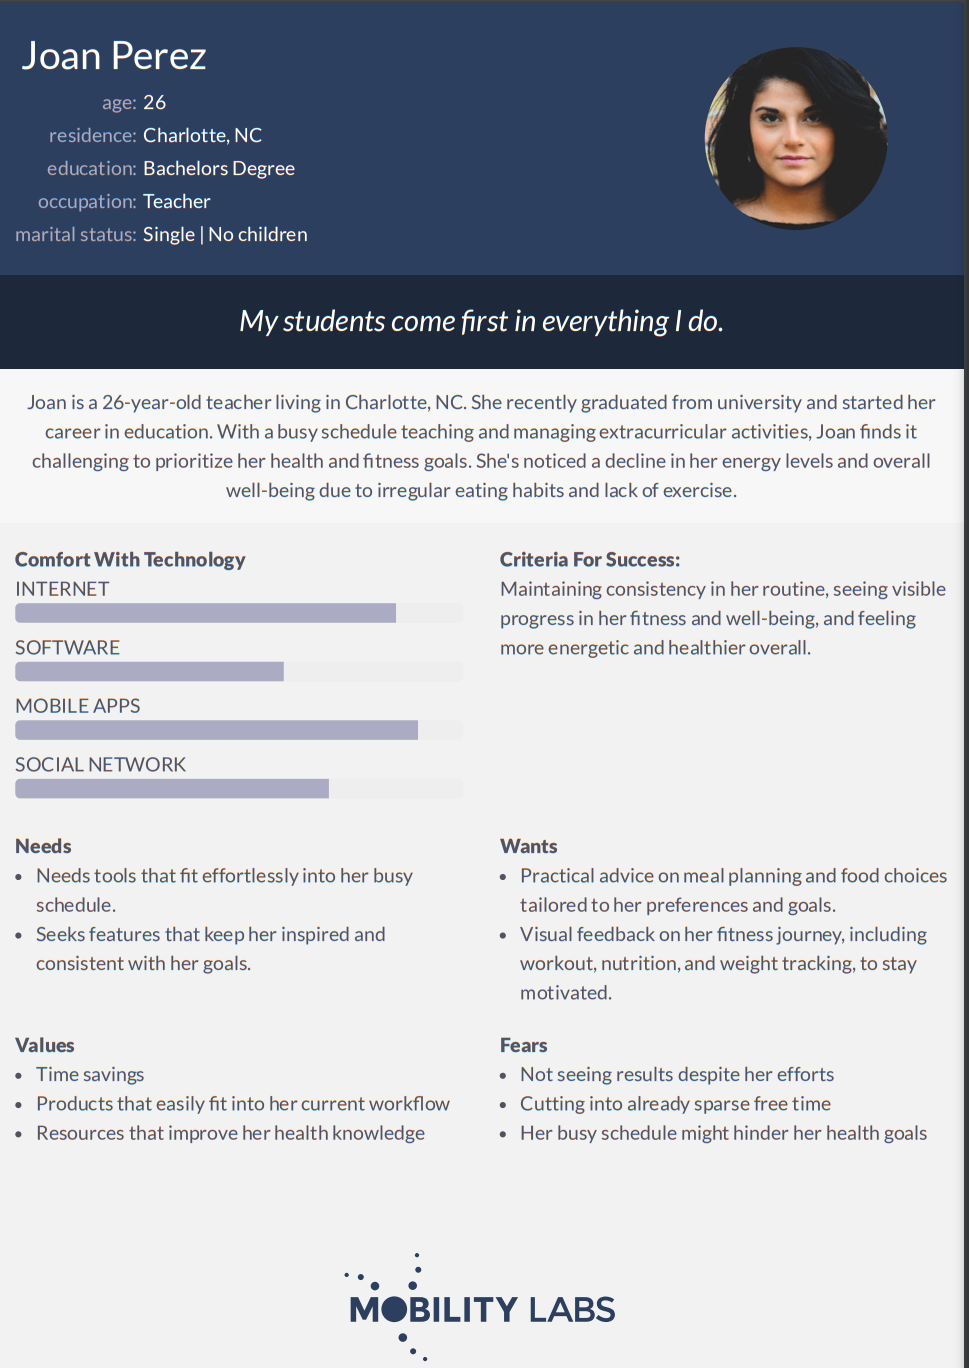 Joan Perez
age: 26
residence: Charlotte, NC
education: Bachelors Degree
occupation: Teacher
marital status: Single | No children
My students come first in everything I do.
Joan is a 26-year-old teacher living in Charlotte, NC. She recently graduated from university and started her
career in education. With a busy schedule teaching and managing extracurricular activities, Joan finds it
challenging to prioritize her health and fitness goals. She's noticed a decline in her energy levels and overall
well-being due to irregular eating habits and lack of exercise.
Comfort With Technology
INTERNET
SOFTWARE
MOBILE APPS
SOCIAL NETWORK
Criteria For Success:
Maintaining consistency in her routine, seeing visible
progress in her fitness and well-being, and feeling
more energetic and healthier overall.
Needs
• Needs tools that fit effortlessly into her busy
schedule.
• Seeks features that keep her inspired and
consistent with her goals.
Wants
• Practical advice on meal planning and food choices
tailored to her preferences and goals.
• Visual feedback on her fitness journey, including
workout, nutrition, and weight tracking, to stay
motivated.
Values
• Time savings
• Products that easily fit into her current workflow
• Resources that improve her health knowledge
Fears
• Not seeing results despite her efforts
• Cutting into already sparse free time
• Her busy schedule might hinder her health goals
MOBILITY LABS